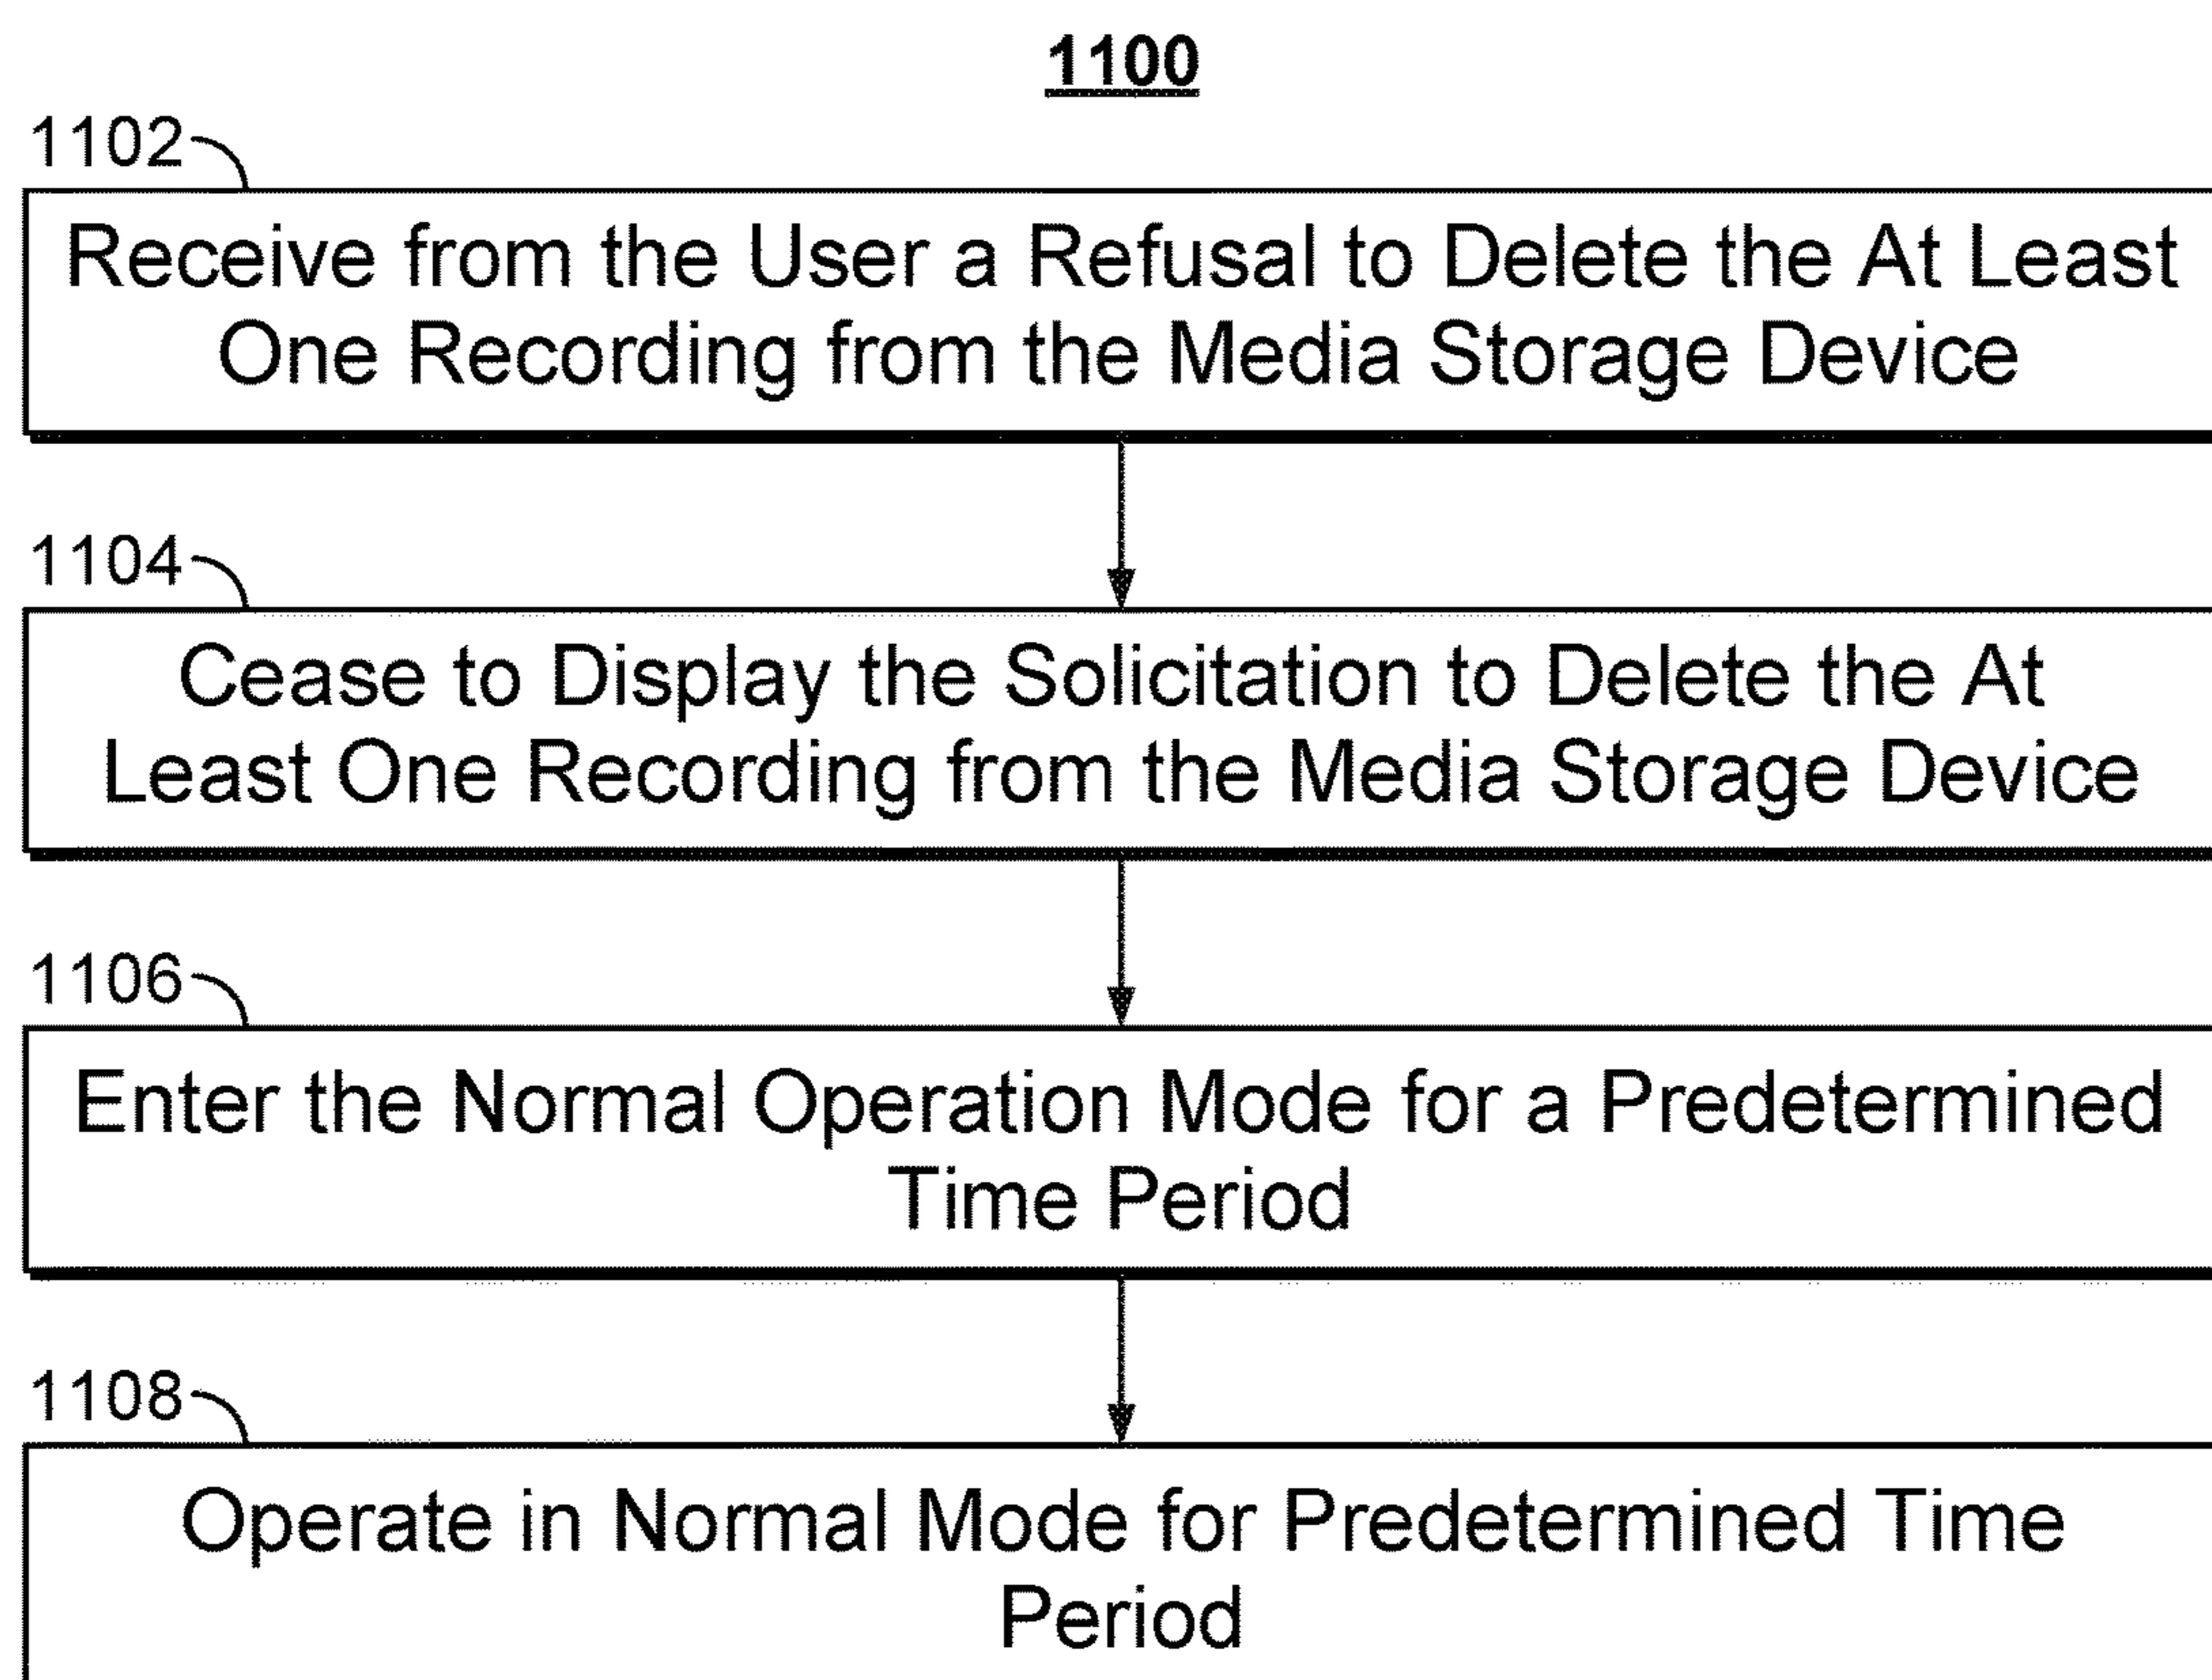 1100
1102
Receive from the User a Refusal to Delete the At Least
One Recording from the Media Storage Device
1104
Cease to Display the Solicitation to Delete the At
Least One Recording from the Media Storage Device
1106
Enter the Normal Operation Mode for a Predetermined
Time Period
1108
Operate in Normal Mode for Predetermined Time
Period